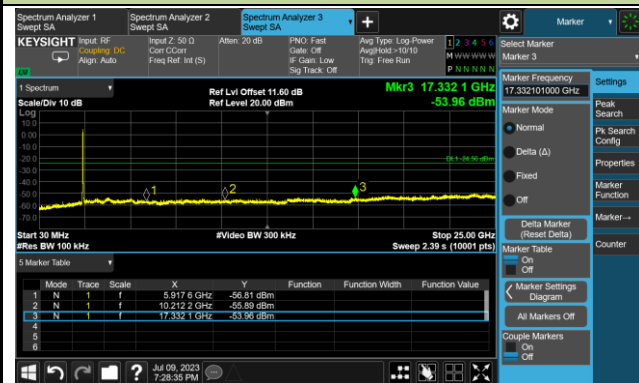 Spectrum Analyzer 1
Swept SA
Spectrum Analyzer 2
Swept SA
Spectrum Analyzer 3
Swept SA
+
Marker
KEYSIGHT
Input: RF
Coupling: DC
Align: Auto
Input Z: 50 Ω
Corr CCorr
Freq Ref: Int (S)
Atten: 20 dB
PNO: Fast
Gate: Off
IF Gain: Low
Sig Track: Off
Avg Type: Log-Power
Avg|Hold:>10/10
Trig: Free Run
1 2 3 4 5 6
M W W W W W
P N N N N N
LXI
Select Marker
Marker 3
1 Spectrum
Ref Lvl Offset 11.60 dB
Mkr3 17.332 1 GHz
Scale/Div 10 dB
Ref Level 20.00 dBm
-53.96 dBm
Log
10.0
0.00
-10.0
-20.0
-30.0
-40.0
-50.0
-60.0
-70.0
DL1 -24.56 dBm
1
2
3
Start 30 MHz
#Video BW 300 kHz
Stop 25.00 GHz
#Res BW 100 kHz
Sweep 2.39 s (10001 pts)
5 Marker Table
Mode Trace Scale X Y Function Function Width Function Value
1 N 1 f 5.917 6 GHz -56.81 dBm
2 N 1 f 10.212 2 GHz -55.89 dBm
3 N 1 f 17.332 1 GHz -53.96 dBm
4
5
6
Marker Frequency
17.332101000 GHz
Marker Mode
Normal
Delta (Δ)
Fixed
Off
Delta Marker
(Reset Delta)
Marker Table
On
Off
Marker Settings
Diagram
All Markers Off
Couple Markers
On
Off
Settings
Peak
Search
Pk Search
Config
Properties
Marker
Function
Marker→
Counter
?
Jul 09, 2023
7:28:35 PM